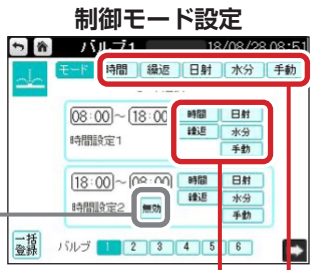 制御モード設定
バルブ1 18/08/28 08:51
モード 時間 繰返 日射 水分 手動
08:00～18:00 時間 日射
時間設定1 繰返 水分
手動
18:00～08:00 時間 日射
時間設定2 無効 繰返 水分
手動
一括
登録 バルブ 1 2 3 4 5 6